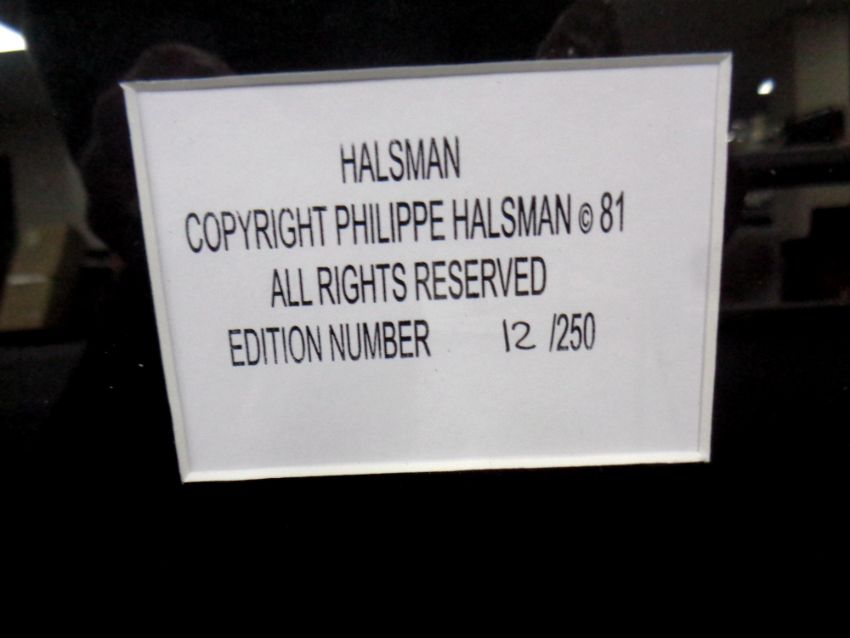 HALSMAN
COPYRIGHT PHILIPPE HALSMAN © 81
ALL RIGHTS RESERVED
EDITION NUMBER 12 /250